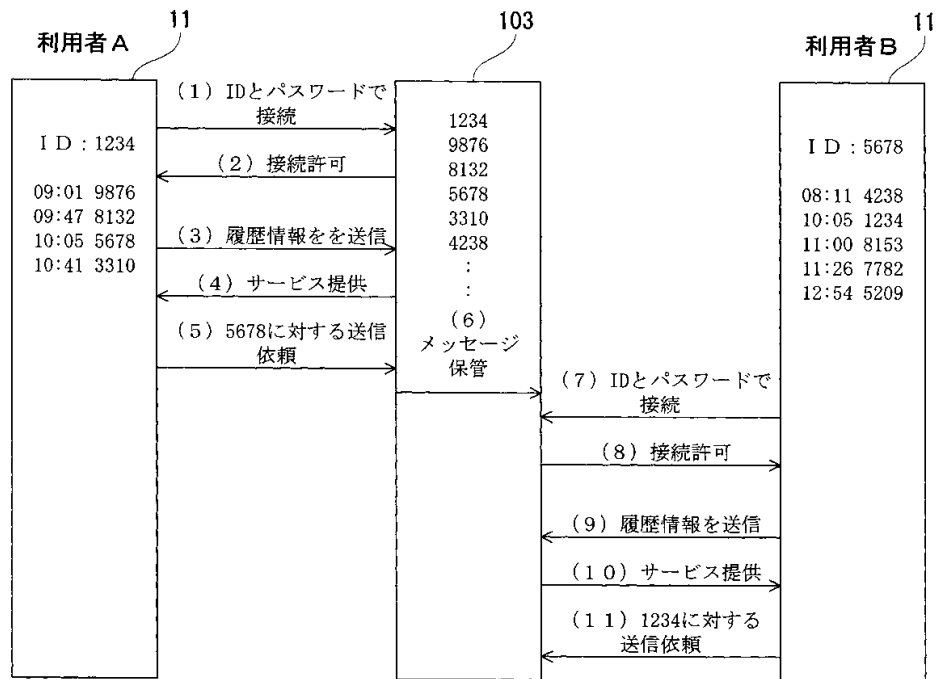 11
103
11
利用者A
利用者B
(1) IDとパスワードで
接続
ID:1234
(2) 接続許可
09:01 9876
09:47 8132
10:05 5678
10:41 3310
(3) 履歴情報をを送信
(4) サービス提供
(5) 5678に対する送信
依頼
1234
9876
8132
5678
3310
4238
:
:
(6)
メッセージ
保管
ID:5678
08:11 4238
10:05 1234
11:00 8153
11:26 7782
12:54 5209
(7) IDとパスワードで
接続
(8) 接続許可
(9) 履歴情報を送信
(10) サービス提供
(11) 1234に対する
送信依頼